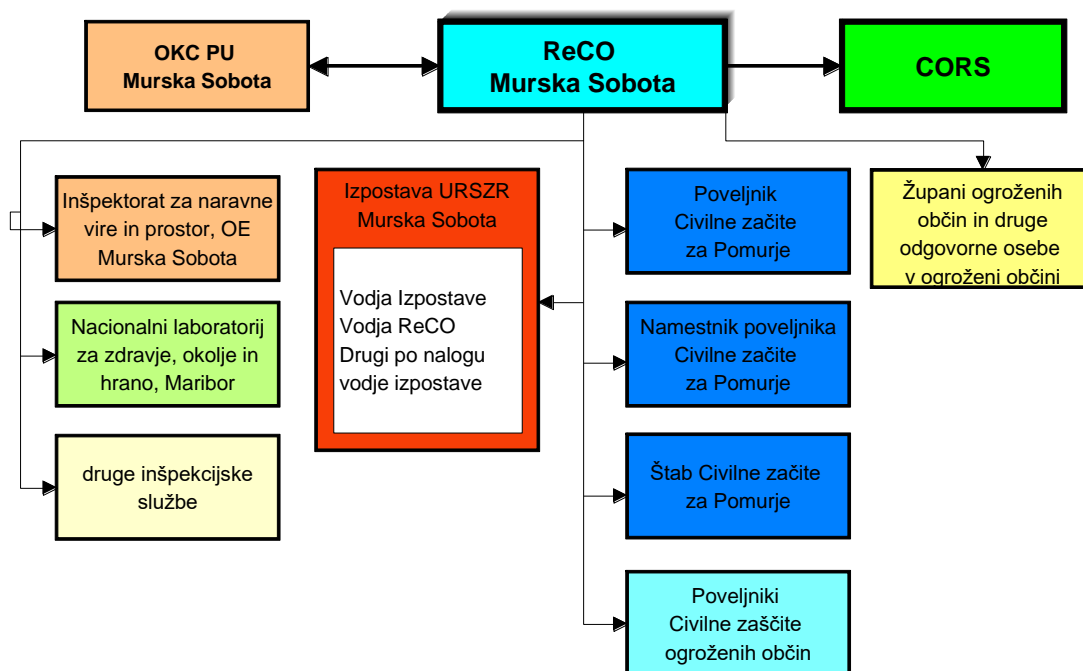 OKC PU
Murska Sobota
ReCO
Murska Sobota
CORS
Inšpektorat za naravne
vire in prostor, OE
Murska Sobota
Nacionalni laboratorij
za zdravje, okolje in
hrano, Maribor
druge inšpekcijske
službe
Izpostava URSZR
Murska Sobota
Vodja Izpostave
Vodja ReCO
Drugi po nalogu
vodje izpostave
Poveljnik
Civilne začite
za Pomurje
Namestnik poveljnika
Civilne začite
za Pomurje
Štab Civilne začite
za Pomurje
Poveljniki
Civilne zaščite
ogroženih občin
Župani ogroženih
občin in druge
odgovorne osebe
v ogroženi občini